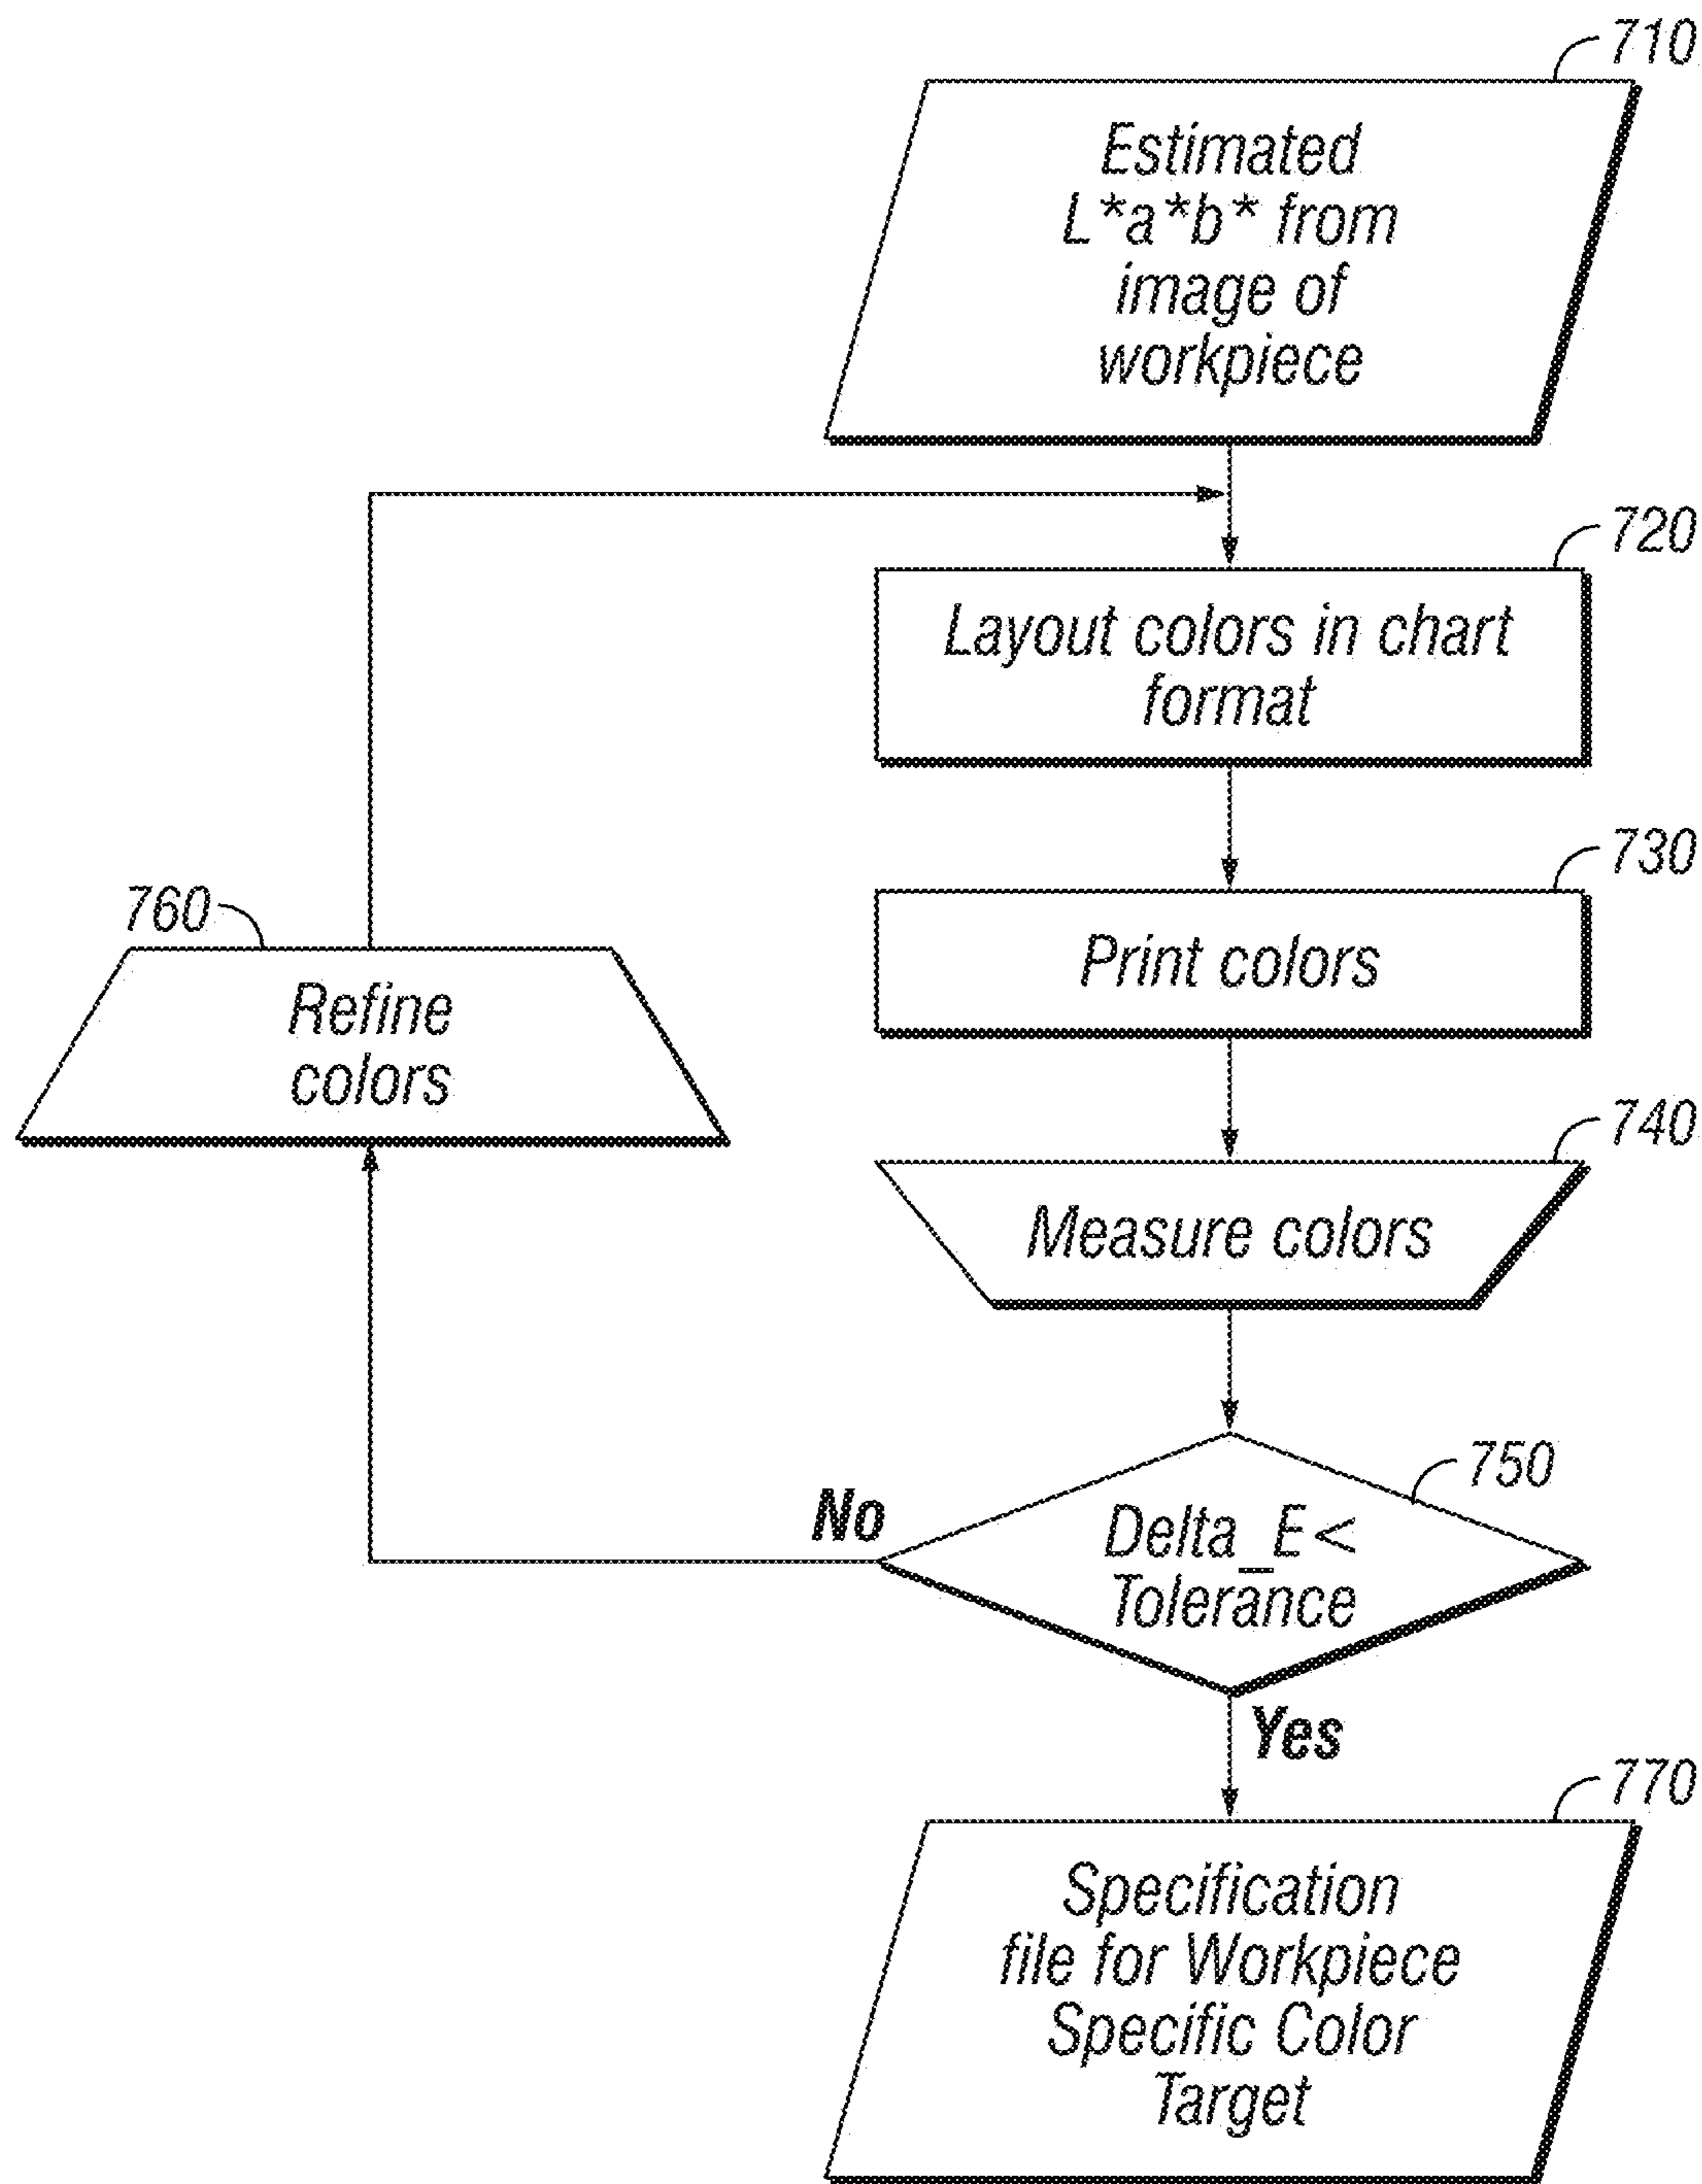 710
Estimated
L*a*b* from
image of
workpiece
720
Layout colors in chart
format
730
Print colors
760
Refine
colors
740
Measure colors
750
No
Delta_E<
Tolerance
Yes
770
Specification
file for Workpiece
Specific Color
Target